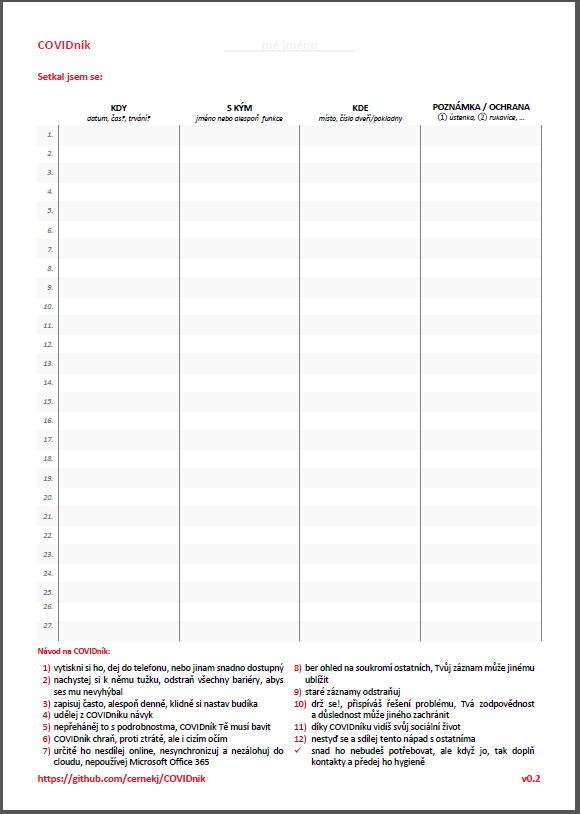 COVIDník
mé jméno
Setkal jsem se:
KDY S KÝM KDE POZNÁMKA / OCHRANA
datum, čas?, trvání? jméno nebo alespoň funkce místo, číslo dveří/pokladny ① ústenka, ② rukavice, ...
1.
2.
3.
4.
5.
6.
7.
8.
9.
10.
11.
12.
13.
14.
15.
16.
17.
18.
19.
20.
21.
22.
23.
24.
25.
26.
27.
Návod na COVIDník:
1) vytiskni si ho, dej do telefonu, nebo jinam snadno dostupný
2) nachystej si k němu tužku, odstraň všechny bariéry, abys
ses mu nevyhýbal
3) zapisuj často, alespoň denně, klidně si nastav budíka
4) udělej z COVIDníku návyk
5) nepřeháněj to s podrobnostma, COVIDník Tě musí bavit
6) COVIDník chraň, proti ztrátě, ale i cizím očím
7) určitě ho nesdílej online, nesynchronizuj a nezálohuj do
cloudu, nepoužívej Microsoft Office 365
8) ber ohled na soukromí ostatních, Tvůj záznam může jinému
ublížit
9) staré záznamy odstraňuj
10) drž se!, přispíváš řešení problému, Tvá zodpovědnost
a důslednost může jiného zachránit
11) díky COVIDníku vidíš svůj sociální život
12) nestyď se a sdílej tento nápad s ostatníma
✓ snad ho nebudeš potřebovat, ale když jo, tak doplň
kontakty a předej ho hygieně
https://github.com/cernekj/COVIDnik v0.2